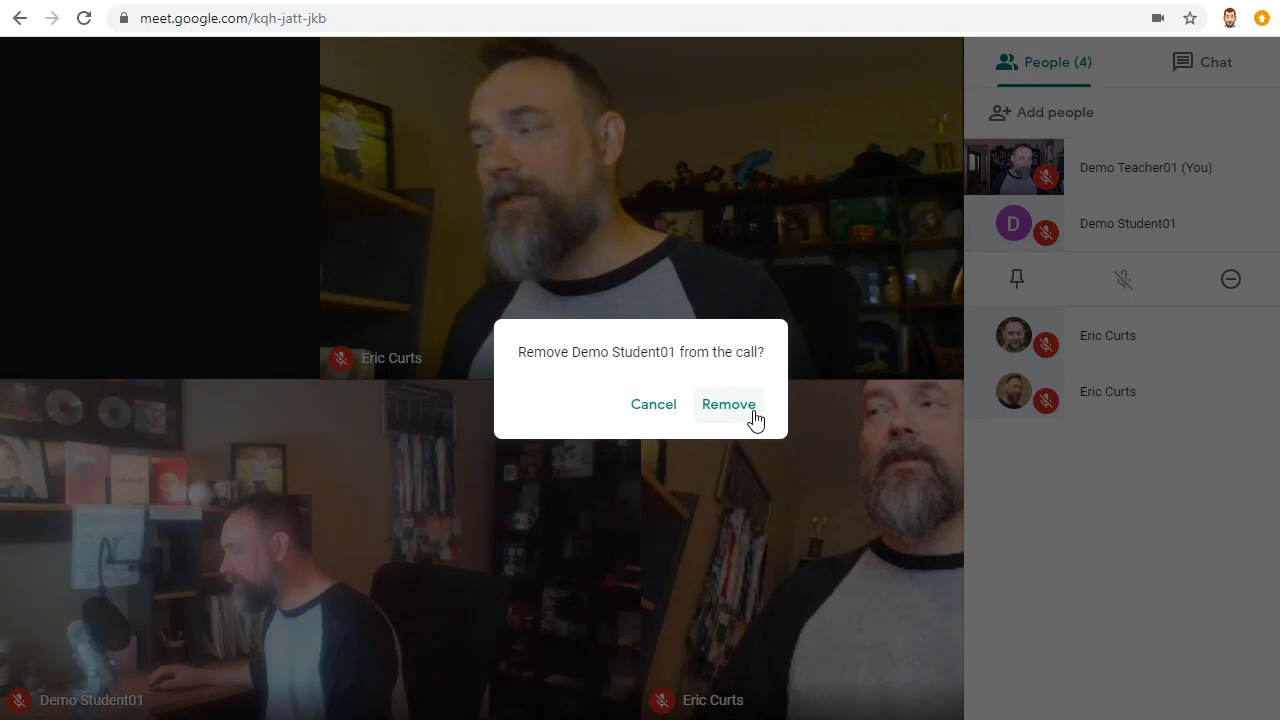 meet.google.com/kqh-jatt-jkb
People (4)
Chat
Add people
Demo Teacher01 (You)
D
Demo Student01
Eric Curts
Eric Curts
Eric Curts
Remove Demo Student01 from the call?
Cancel
Remove
Demo Student01
Eric Curts